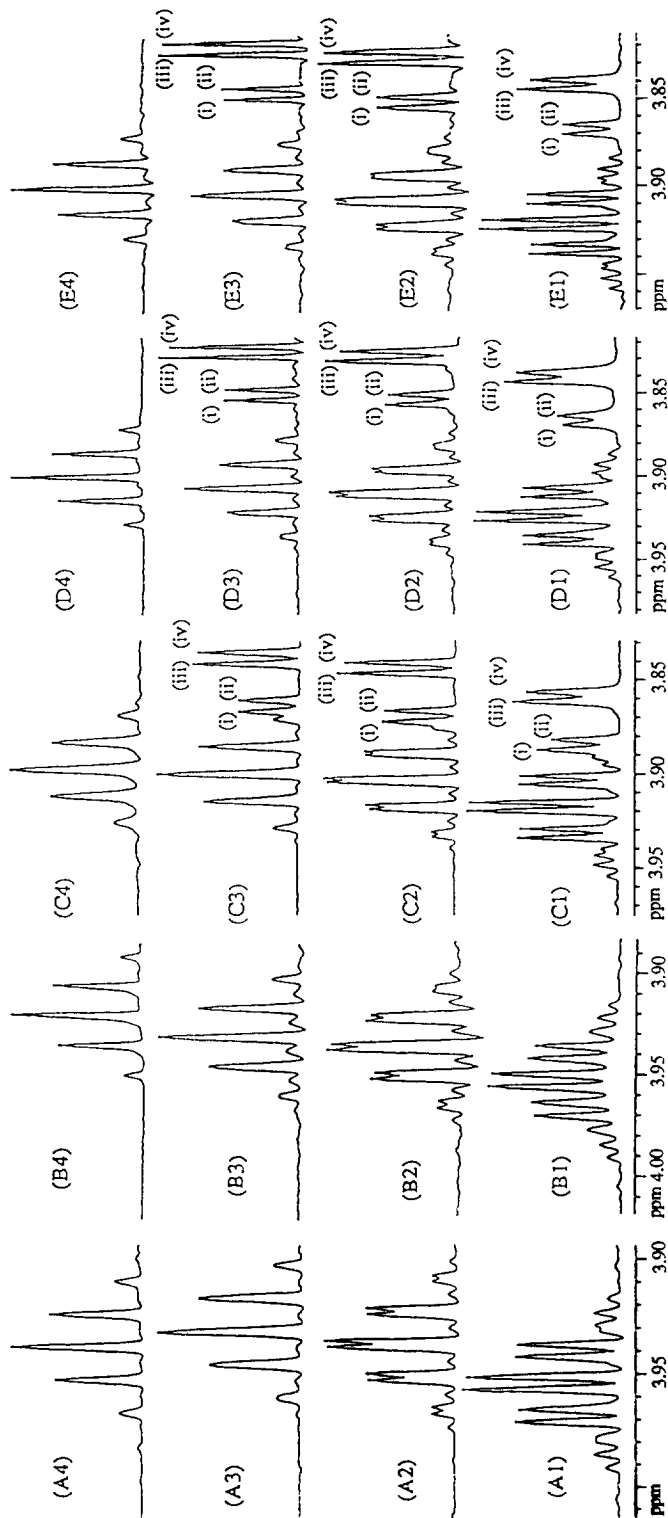 (A4) (B4) (C4) (D4) (E4)
(i) (ii) (iii) (iv) (i) (ii) (iii) (iv) (i) (ii) (iii) (iv)
(A3) (B3) (C3) (D3) (E3)
(i) (ii) (iii) (iv) (i) (ii) (iii) (iv) (i) (ii) (iii) (iv)
(A2) (B2) (C2) (D2) (E2)
(i) (ii) (iii) (iv) (i) (ii) (iii) (iv) (i) (ii) (iii) (iv)
(A1) (B1) (C1) (D1) (E1)
ppm 3.95 3.90 ppm 4.00 3.95 3.90 ppm 3.95 3.90 3.85 ppm 3.95 3.90 3.85 ppm 3.90 3.85